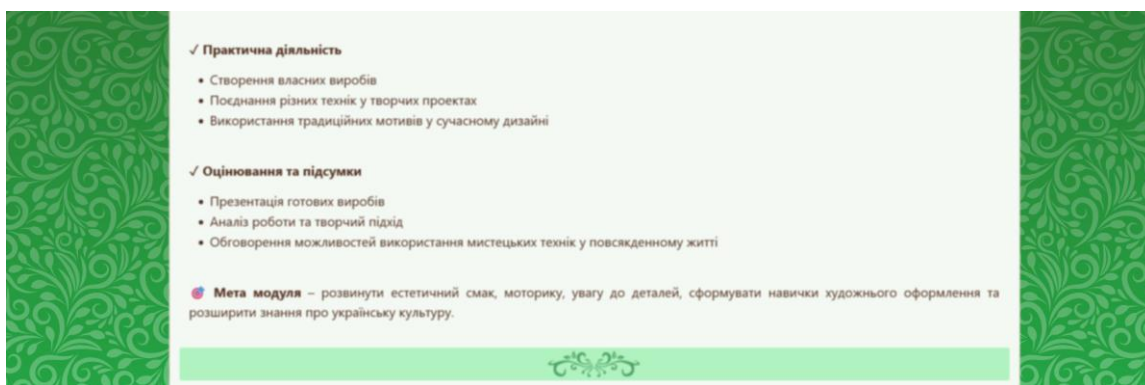 ✓ Практична діяльність
• Створення власних виробів
• Поєднання різних технік у творчих проектах
• Використання традиційних мотивів у сучасному дизайні
✓ Оцінювання та підсумки
• Презентація готових виробів
• Аналіз роботи та творчий підхід
• Обговорення можливостей використання мистецьких технік у повсякденному житті
🎯 Мета модуля – розвинути естетичний смак, моторику, увагу до деталей, сформувати навички художнього оформлення та
розширити знання про українську культуру.